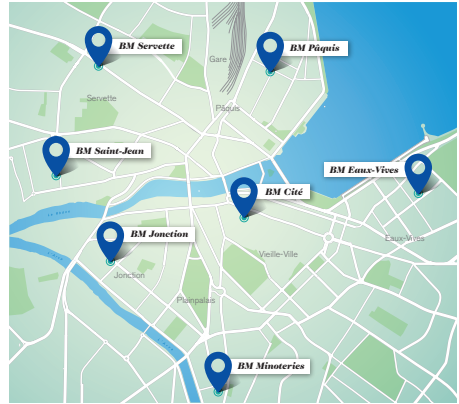 BM Servette
BM Pâquis
Gare
Servette
Pâquis
BM Saint-Jean
BM Eaux-Vives
BM Cité
BM Jonction
Eaux-Vives
Vieille-Ville
Jonction
Plainpalais
BM Minoteries